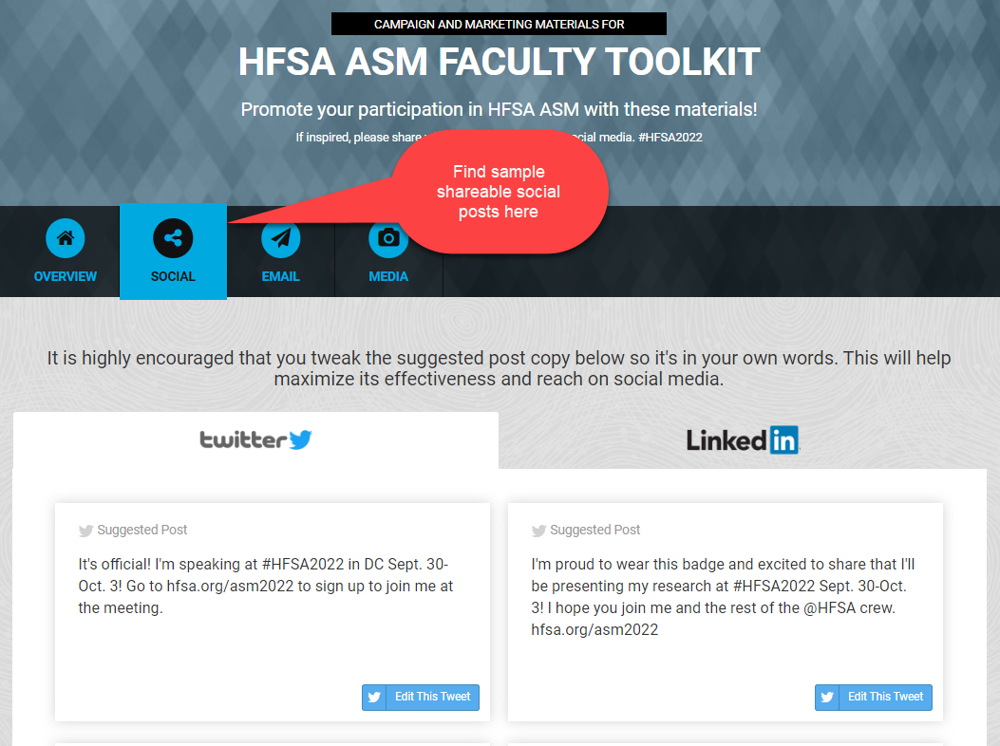 CAMPAIGN AND MARKETING MATERIALS FOR
HFSA ASM FACULTY TOOLKIT
Promote your participation in HFSA ASM with these materials!
If inspired, please share social media. #HFSA2022
Find sample
shareable social
posts here
OVERVIEW
SOCIAL
EMAIL
MEDIA
It is highly encouraged that you tweak the suggested post copy below so it's in your own words. This will help
maximize its effectiveness and reach on social media.
twitter
Linked in
Suggested Post
It's official! I'm speaking at #HFSA2022 in DC Sept. 30-
Oct. 3! Go to hfsa.org/asm2022 to sign up to join me at
the meeting.
Edit This Tweet
Suggested Post
I'm proud to wear this badge and excited to share that I'll
be presenting my research at #HFSA2022 Sept. 30-Oct.
3! I hope you join me and the rest of the @HFSA crew.
hfsa.org/asm2022
Edit This Tweet